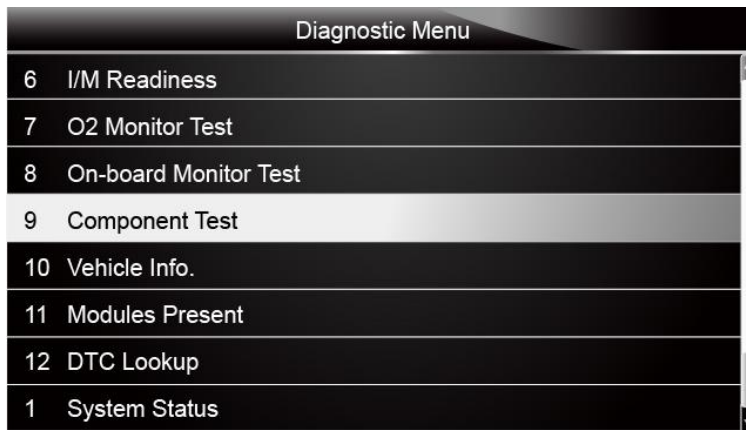 Diagnostic Menu
6 I/M Readiness
7 O2 Monitor Test
8 On-board Monitor Test
9 Component Test
10 Vehicle Info.
11 Modules Present
12 DTC Lookup
1 System Status